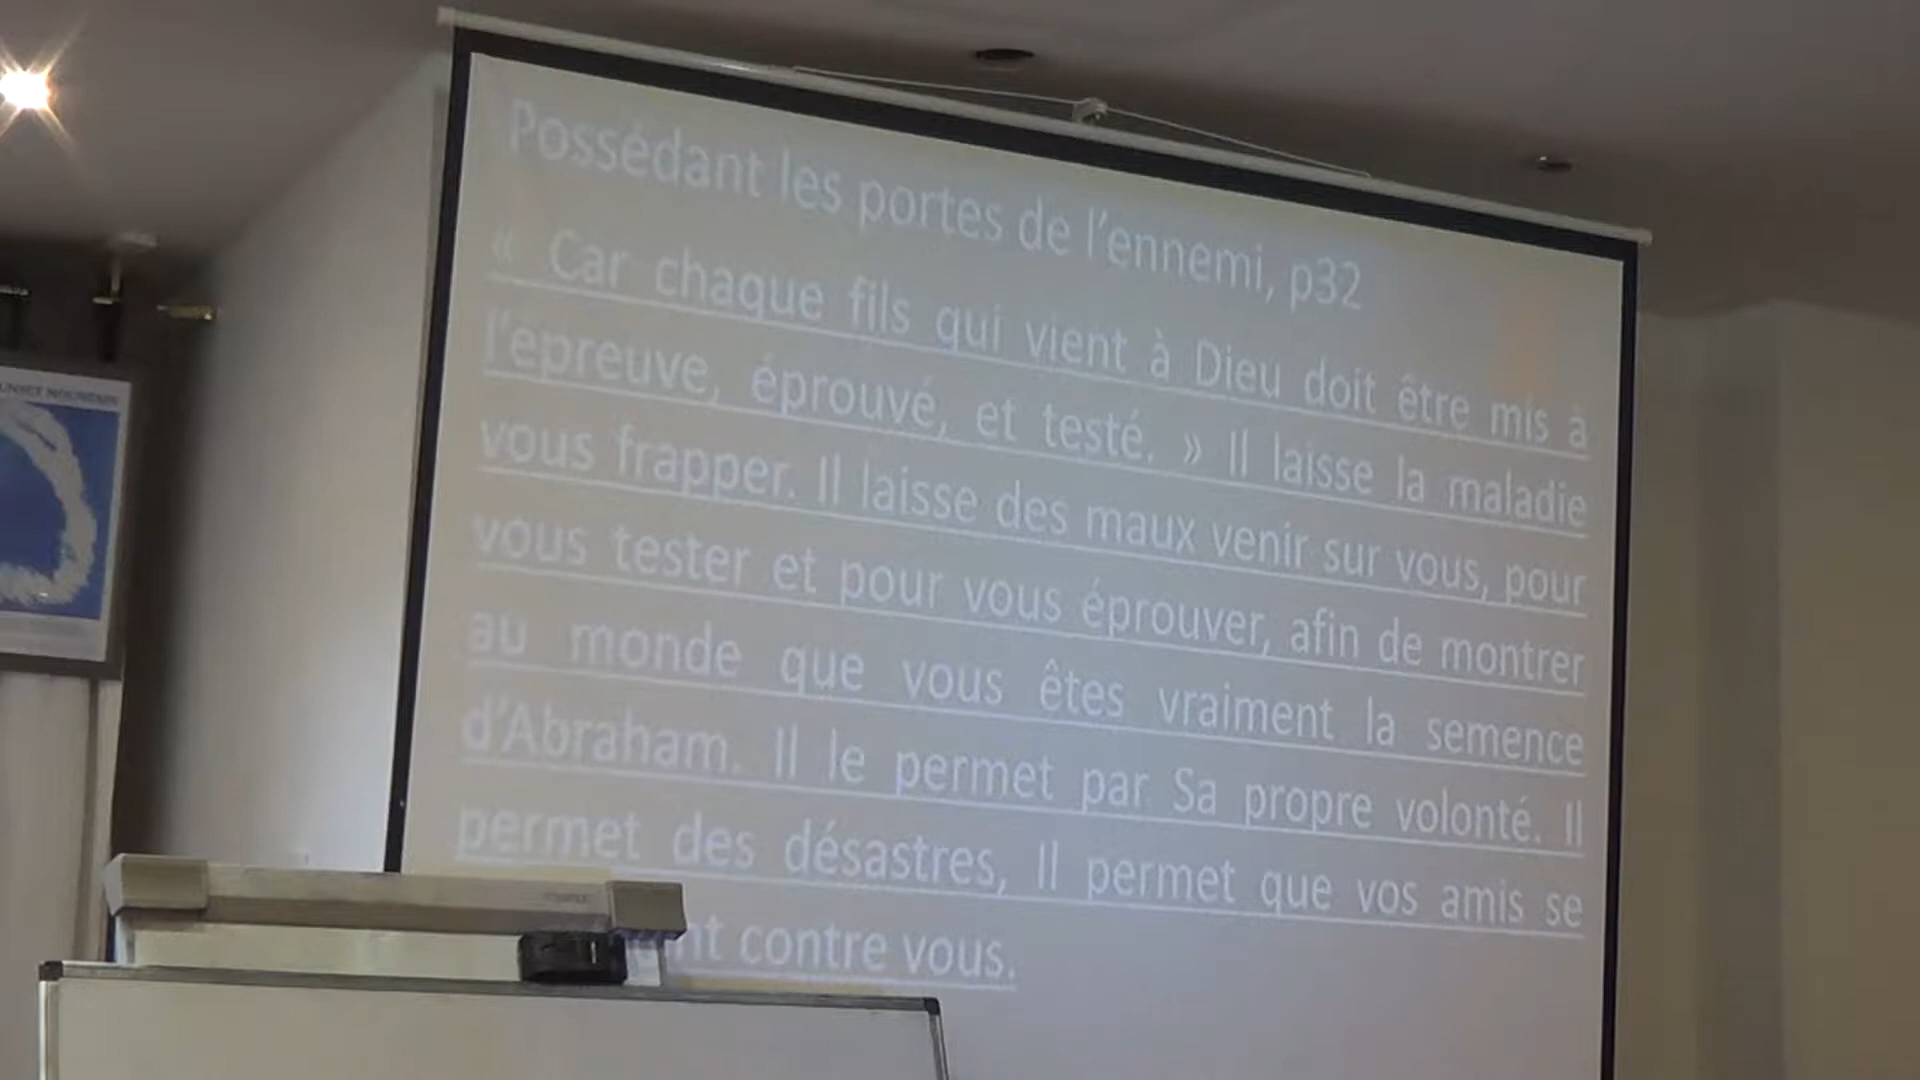 Possédant les portes de l'ennemi, p32
« Car chaque fils qui vient à Dieu doit être mis à
l'épreuve, éprouvé, et testé. » Il laisse la maladie
vous frapper. Il laisse des maux venir sur vous, pour
vous tester et pour vous éprouver, afin de montrer
au monde que vous êtes vraiment la semence
d'Abraham. Il le permet par Sa propre volonté. Il
permet des désastres, Il permet que vos amis se
nt contre vous.